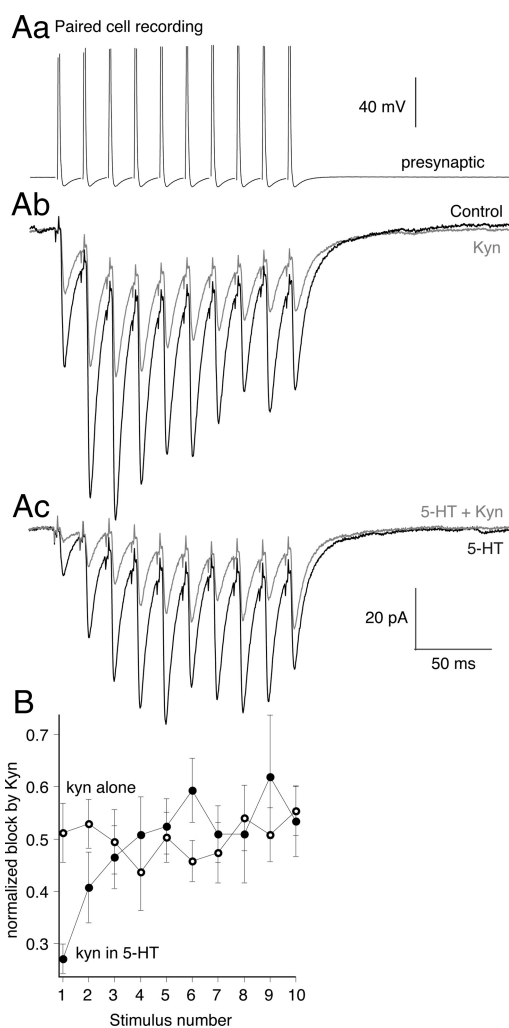 Aa Paired cell recording
40 mV
presynaptic
Ab
Control
Kyn
Ac
5-HT + Kyn
5-HT
20 pA
50 ms
B
normalized block by Kyn
0.7
0.6
0.5
0.4
0.3
kyn alone
kyn in 5-HT
1 2 3 4 5 6 7 8 9 10
Stimulus number